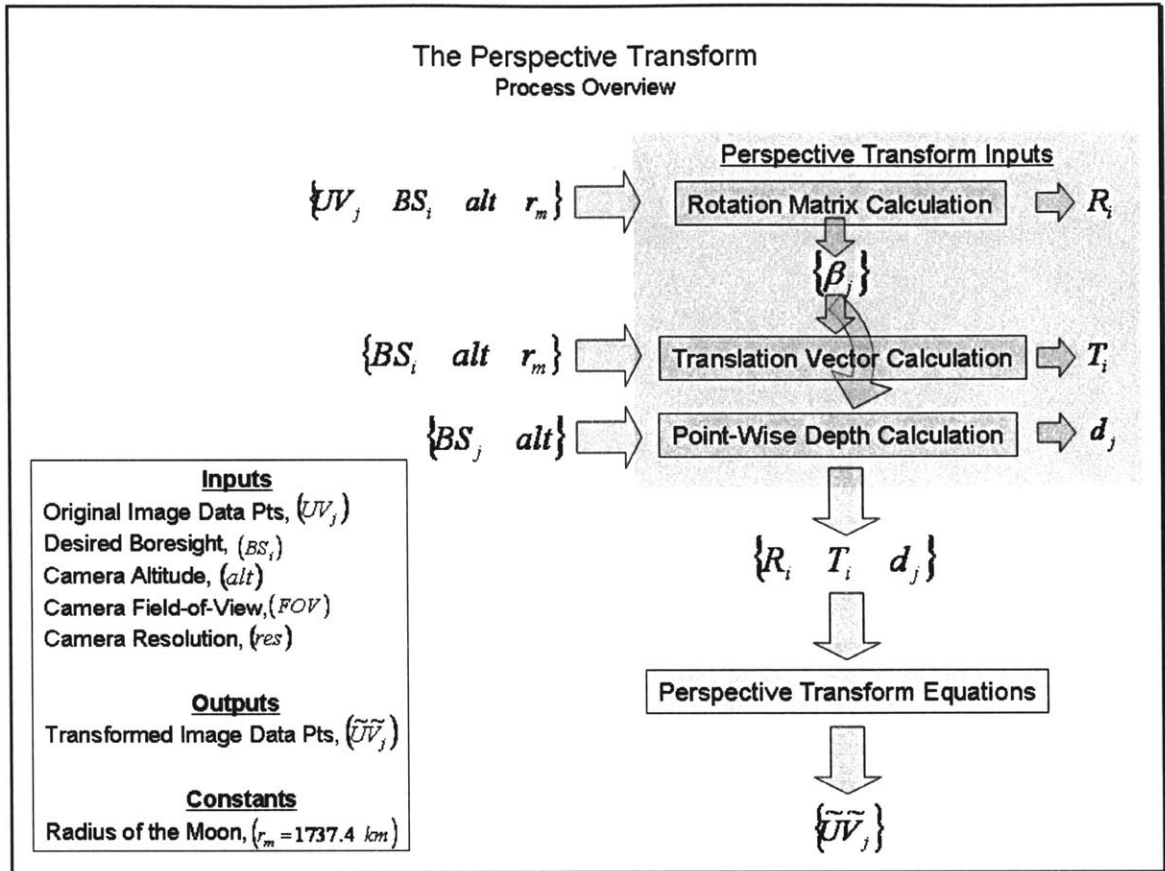 The Perspective Transform
Process Overview
Perspective Transform Inputs
{UV_j BS_i alt r_m}
Rotation Matrix Calculation
R_i
{β_j}
{BS_i alt r_m}
Translation Vector Calculation
T_i
{BS_j alt}
Point-Wise Depth Calculation
d_j
{R_i T_i d_j}
Perspective Transform Equations
{ŨṼ_j}
Inputs
Original Image Data Pts, (UV_j)
Desired Boresight, (BS_i)
Camera Altitude, (alt)
Camera Field-of-View,(FOV)
Camera Resolution, (res)
Outputs
Transformed Image Data Pts, (ŨṼ_j)
Constants
Radius of the Moon, (r_m = 1737.4 km)